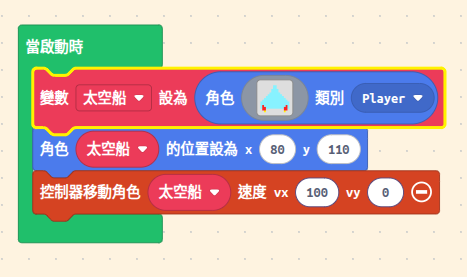 當啟動時
變數 太空船 設為 角色 類別 Player
角色 太空船 的位置設為 x 80 y 110
控制器移動角色 太空船 速度 vx 100 vy 0